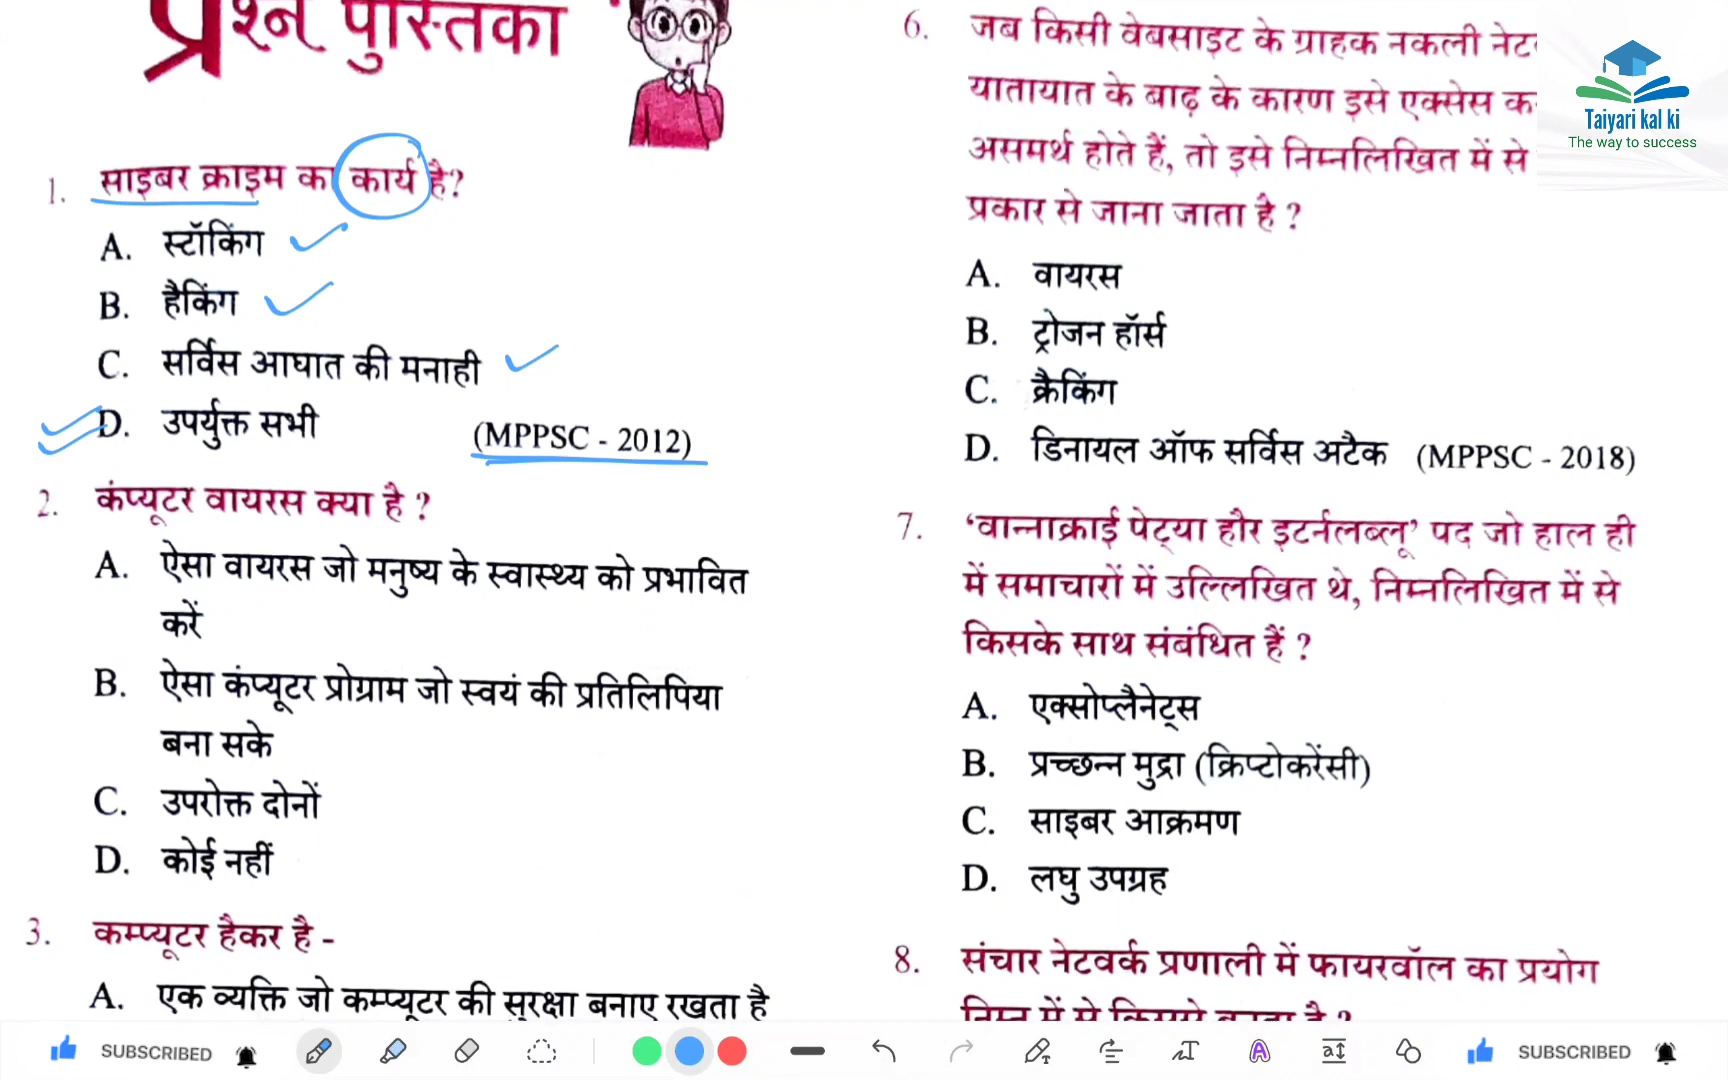 प्रश्न पुस्तिका
1. साइबर क्राइम का कार्य है?
A. स्टॉकिंग
B. हैकिंग
C. सर्विस आघात की मनाही
D. उपर्युक्त सभी (MPPSC - 2012)
2. कंप्यूटर वायरस क्या है ?
A. ऐसा वायरस जो मनुष्य के स्वास्थ्य को प्रभावित
करें
B. ऐसा कंप्यूटर प्रोग्राम जो स्वयं की प्रतिलिपिया
बना सके
C. उपरोक्त दोनों
D. कोई नहीं
3. कम्प्यूटर हैकर है -
A. एक व्यक्ति जो कम्प्यूटर की सुरक्षा बनाए रखता है
6. जब किसी वेबसाइट के ग्राहक नकली
यातायात के बाढ़ के कारण इसे एक्सेस
असमर्थ होते हैं, तो इसे निम्नलिखित में से
प्रकार से जाना जाता है ?
A. वायरस
B. ट्रोजन हॉर्स
C. क्रैकिंग
D. डिनायल ऑफ सर्विस अटैक (MPPSC - 2018)
7. ‘वान्नाक्राई पेट्या हौर इटर्नलब्लू’ पद जो हाल ही
में समाचारों में उल्लिखित थे, निम्नलिखित में से
किसके साथ संबंधित हैं ?
A. एक्सोप्लैनेट्स
B. प्रच्छन्न मुद्रा (क्रिप्टोकरेंसी)
C. साइबर आक्रमण
D. लघु उपग्रह
8. संचार नेटवर्क प्रणाली में फायरवॉल का प्रयोग
Taiyari kal ki
The way to success
SUBSCRIBED
SUBSCRIBED